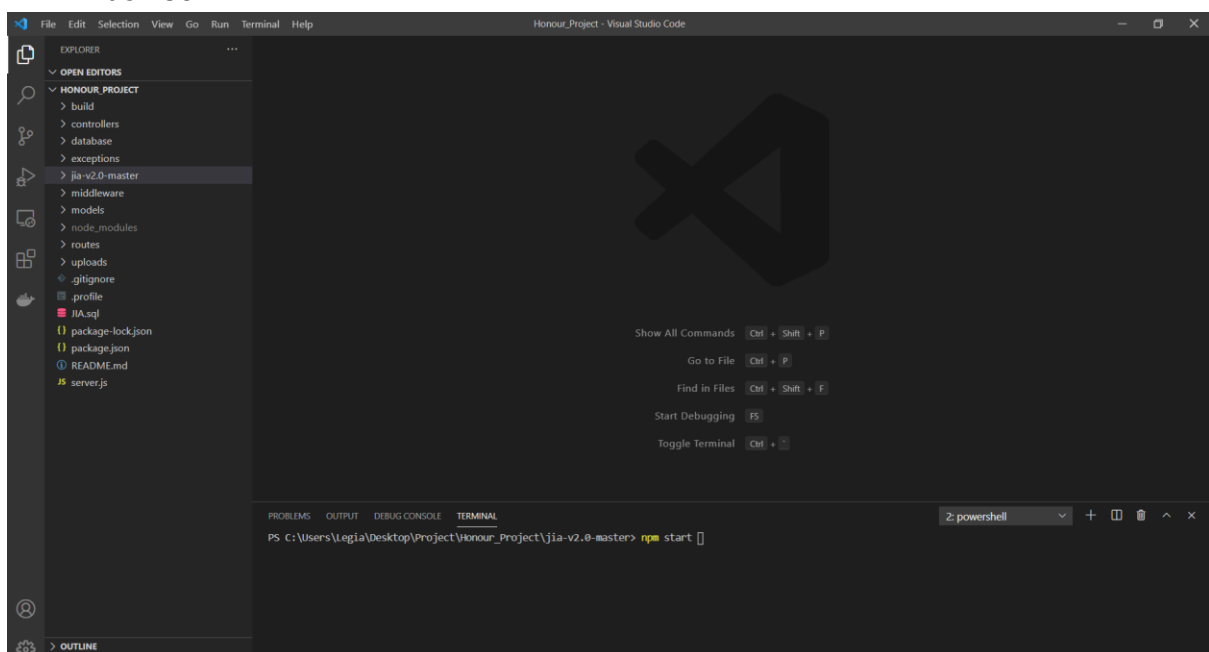 File Edit Selection View Go Run Terminal Help
Honour_Project - Visual Studio Code
EXPLORER
OPEN EDITORS
HONOUR_PROJECT
build
controllers
database
exceptions
jia-v2.0-master
middleware
models
node_modules
routes
uploads
.gitignore
.profile
JIA.sql
{} package-lock.json
{} package.json
README.md
JS server.js
OUTLINE
Show All Commands Ctrl + Shift + P
Go to File Ctrl + P
Find in Files Ctrl + Shift + F
Start Debugging F5
Toggle Terminal Ctrl + `
PROBLEMS OUTPUT DEBUG CONSOLE TERMINAL
2: powershell
PS C:\Users\Legia\Desktop\Project\Honour_Project\jia-v2.0-master> npm start